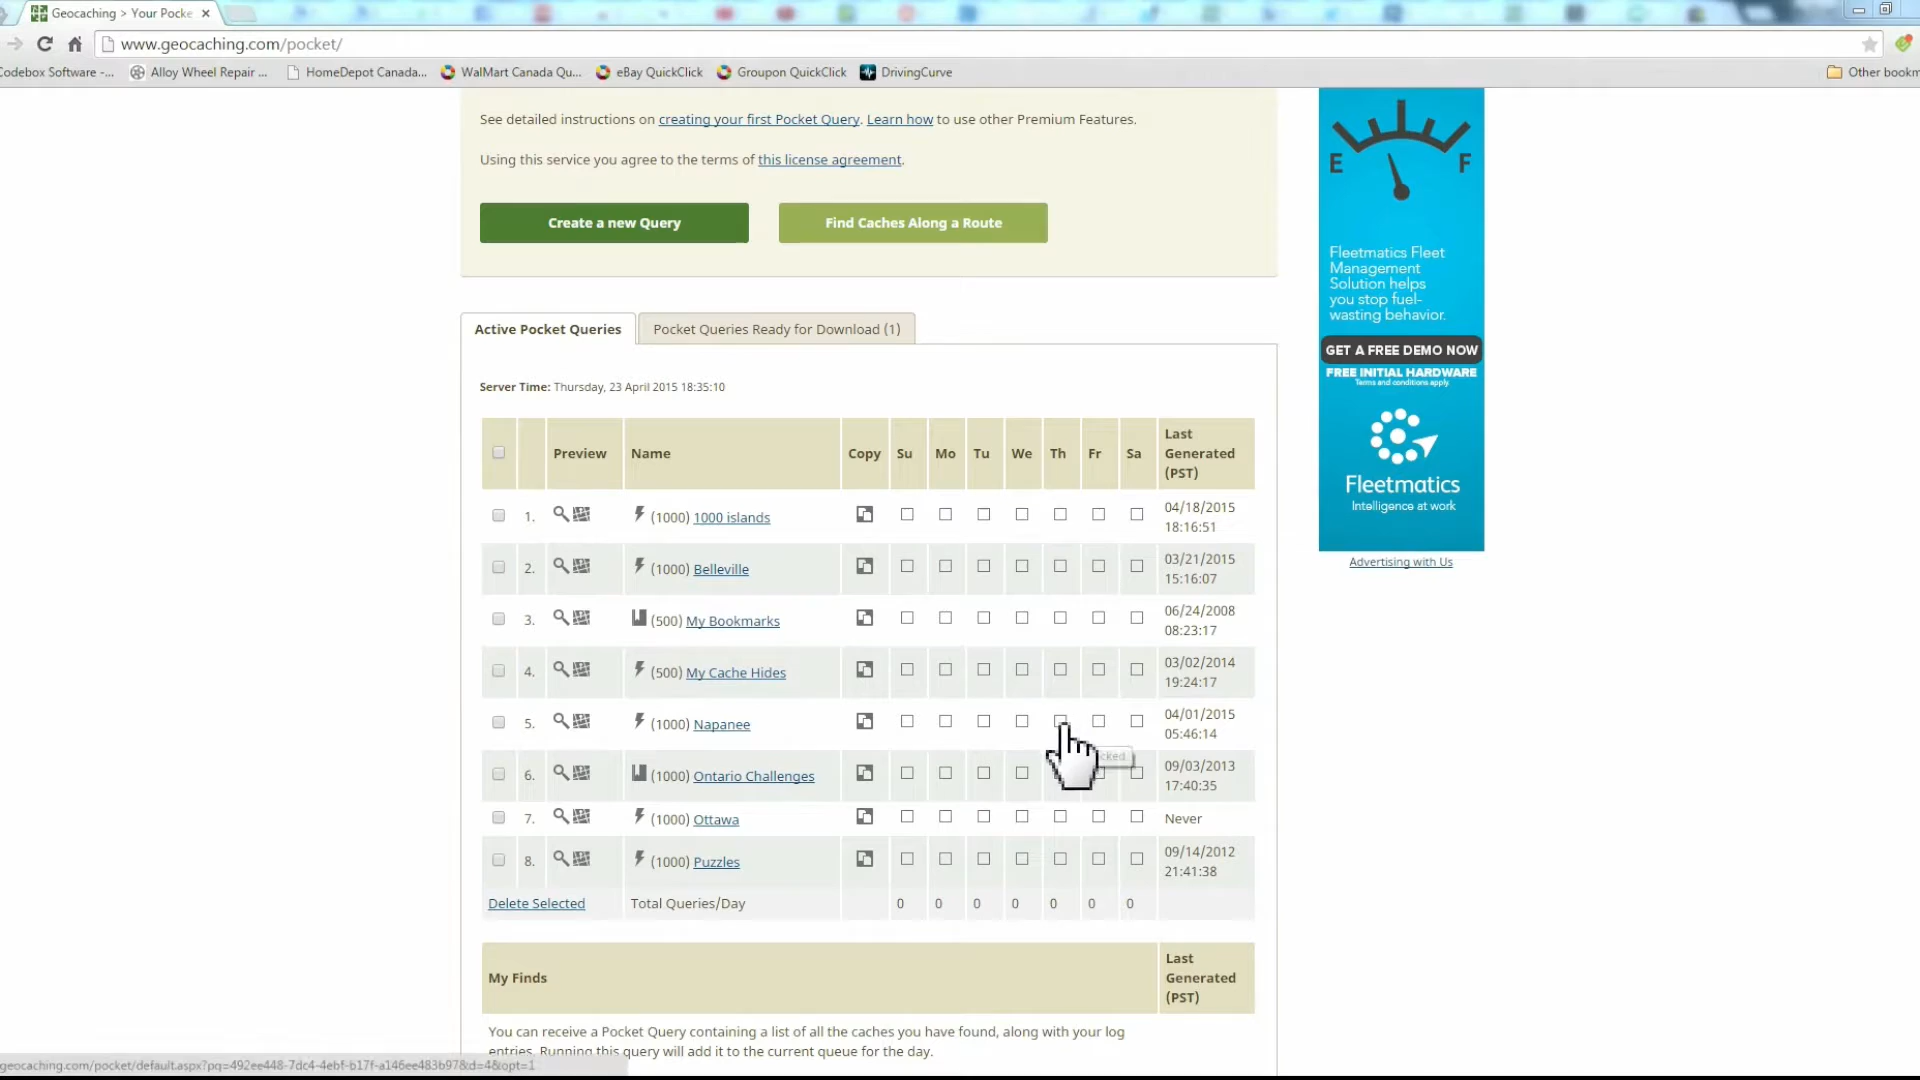 Geocaching > Your Pocke
www.geocaching.com/pocket/
Codebox Software -... Alloy Wheel Repair ... HomeDepot Canada... WalMart Canada Qu... eBay QuickClick Groupon QuickClick DrivingCurve Other bookm
See detailed instructions on creating your first Pocket Query. Learn how to use other Premium Features.
Using this service you agree to the terms of this license agreement.
Create a new Query Find Caches Along a Route
Active Pocket Queries Pocket Queries Ready for Download (1)
Server Time: Thursday, 23 April 2015 18:35:10
Preview Name Copy Su Mo Tu We Th Fr Sa Last Generated (PST)
1. (1000) 1000 islands 04/18/2015
18:16:51
2. (1000) Belleville 03/21/2015
15:16:07
3. (500) My Bookmarks 06/24/2008
08:23:17
4. (500) My Cache Hides 03/02/2014
19:24:17
5. (1000) Napanee 04/01/2015
05:46:14
6. (1000) Ontario Challenges 09/03/2013
17:40:35
7. (1000) Ottawa Never
8. (1000) Puzzles 09/14/2012
21:41:38
Delete Selected Total Queries/Day 0 0 0 0 0 0 0
My Finds Last Generated (PST)
You can receive a Pocket Query containing a list of all the caches you have found, along with your log
entries. Running this query will add it to the current queue for the day.
geocaching.com/pocket/default.aspx?pq=492ee448-7dc4-4ebf-b17f-a146ee483b97&d=4&opt=1
E F
Fleetmatics Fleet
Management
Solution helps
you stop fuel-
wasting behavior.
GET A FREE DEMO NOW
FREE INITIAL HARDWARE
Terms and conditions apply.
Fleetmatics
Intelligence at work
Advertising with Us